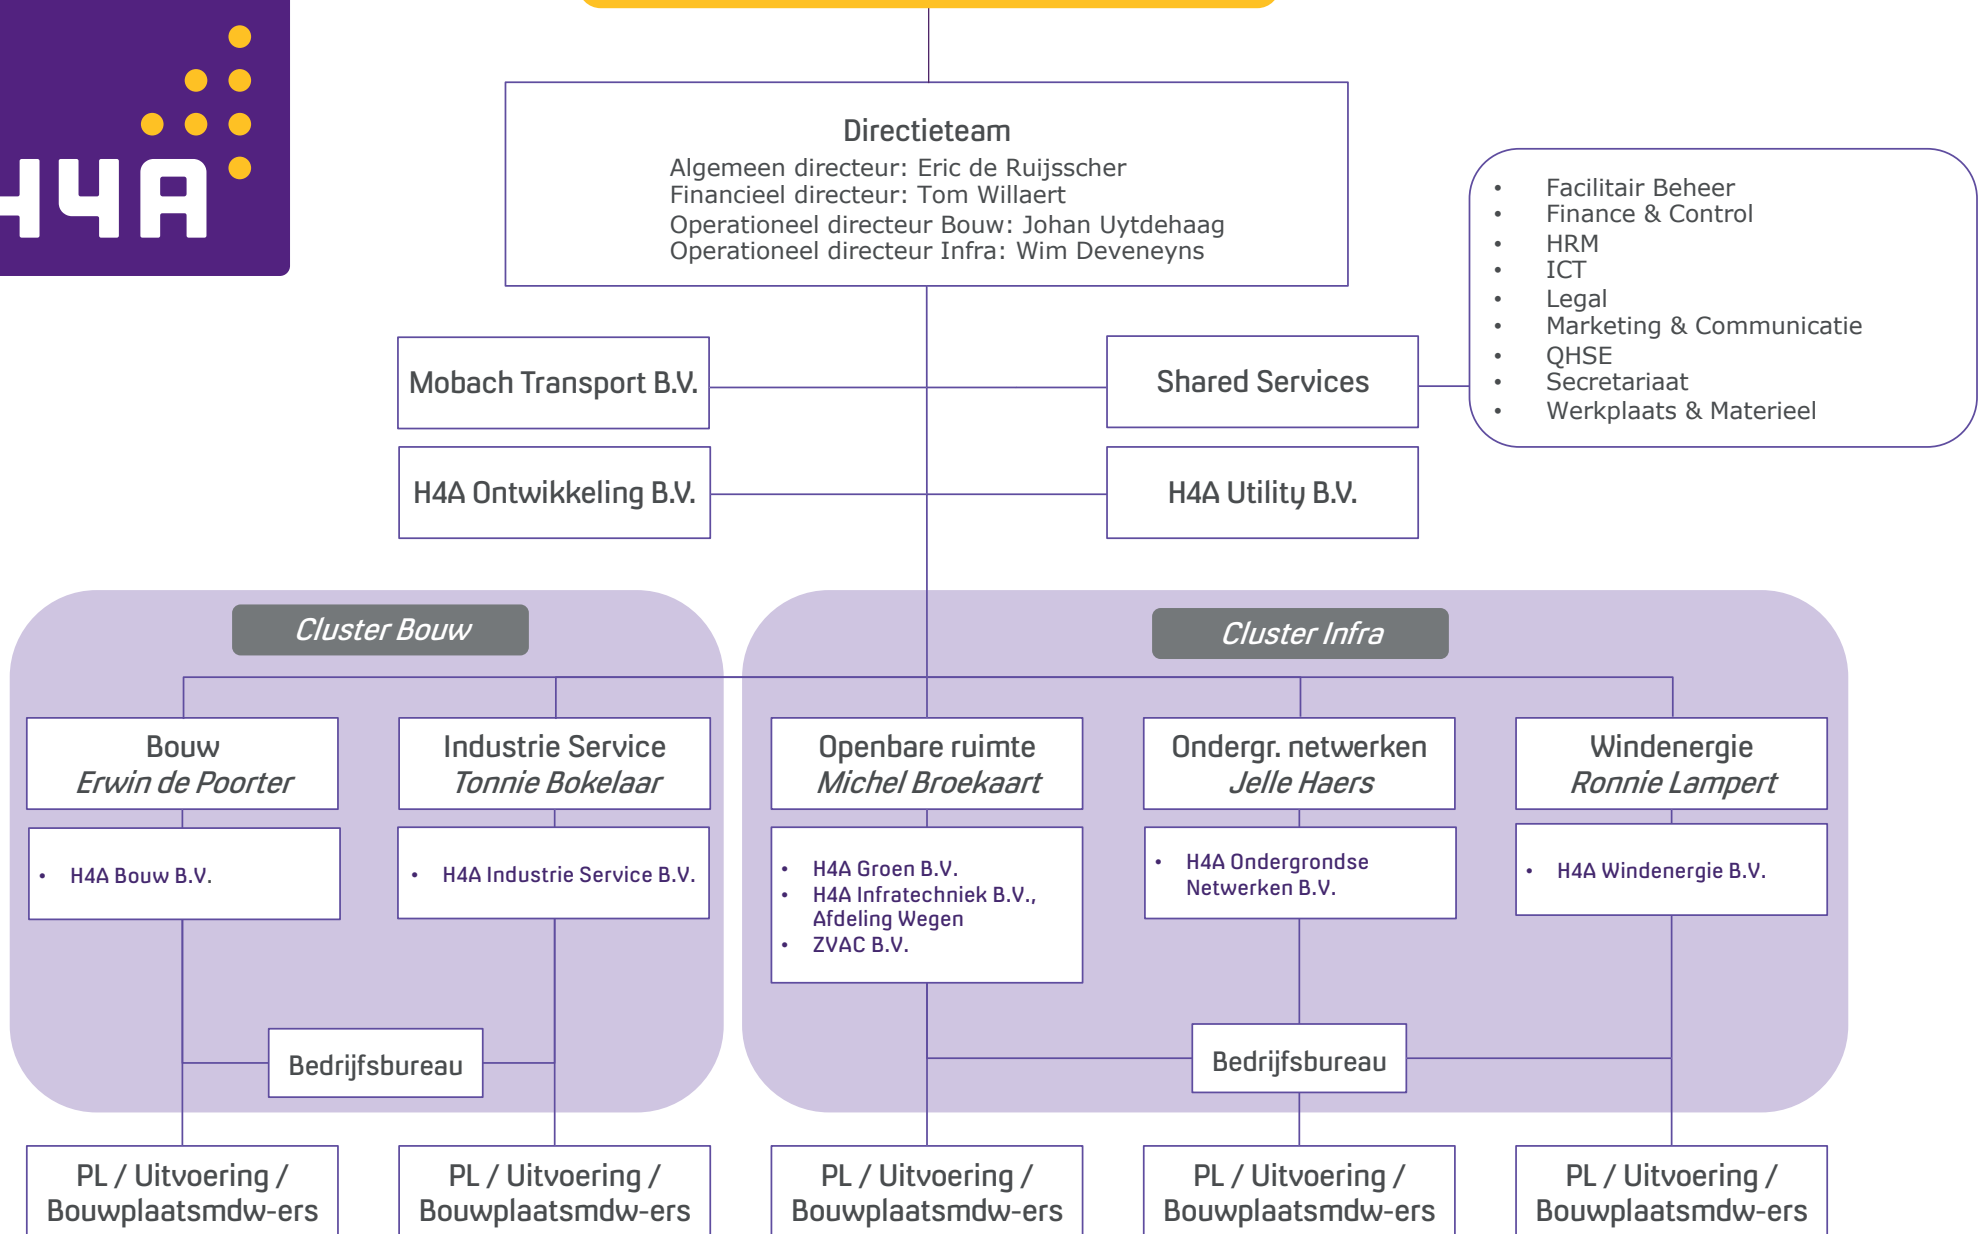 H4A
Directieteam
Algemeen directeur: Eric de Ruijsscher
Financieel directeur: Tom Willaert
Operationeel directeur Bouw: Johan Uytdehaag
Operationeel directeur Infra: Wim Deveneyns
• Facilitair Beheer
• Finance & Control
• HRM
• ICT
• Legal
• Marketing & Communicatie
• QHSE
• Secretariaat
• Werkplaats & Materieel
Mobach Transport B.V.
Shared Services
H4A Ontwikkeling B.V.
H4A Utility B.V.
Cluster Bouw
Cluster Infra
Bouw
Erwin de Poorter
Industrie Service
Tonnie Bokelaar
Openbare ruimte
Michel Broekaart
Ondergr. netwerken
Jelle Haers
Windenergie
Ronnie Lampert
• H4A Bouw B.V.
• H4A Industrie Service B.V.
• H4A Groen B.V.
• H4A Infratechniek B.V.,
Afdeling Wegen
• ZVAC B.V.
• H4A Ondergrondse
Netwerken B.V.
• H4A Windenergie B.V.
Bedrijfsbureau
Bedrijfsbureau
PL / Uitvoering /
Bouwplaatsmdw-ers
PL / Uitvoering /
Bouwplaatsmdw-ers
PL / Uitvoering /
Bouwplaatsmdw-ers
PL / Uitvoering /
Bouwplaatsmdw-ers
PL / Uitvoering /
Bouwplaatsmdw-ers